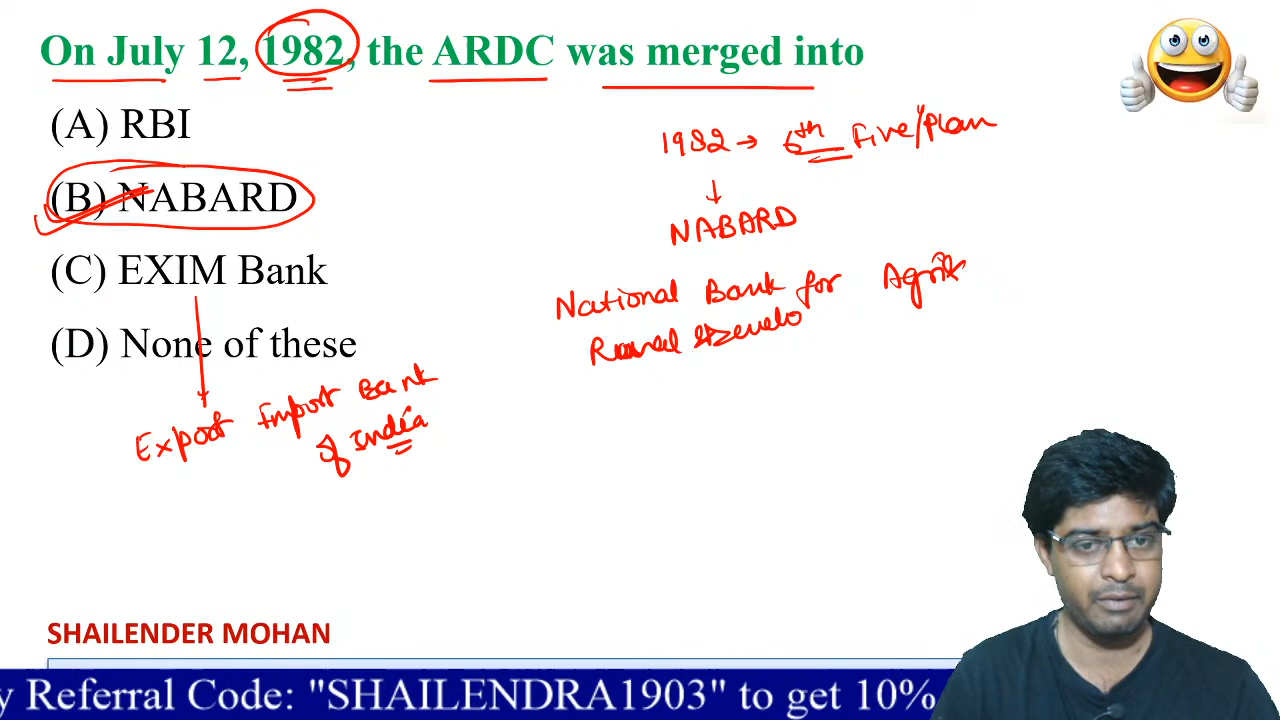 On July 12, 1982, the ARDC was merged into
(A) RBI
(B) NABARD
(C) EXIM Bank
(D) None of these
1982 → 6th Five/Plan
↓
NABARD
National Bank for Agri
Rural Develo
Export Import Bank
of India
SHAILENDER MOHAN
y Referral Code: "SHAILENDRA1903" to get 10%